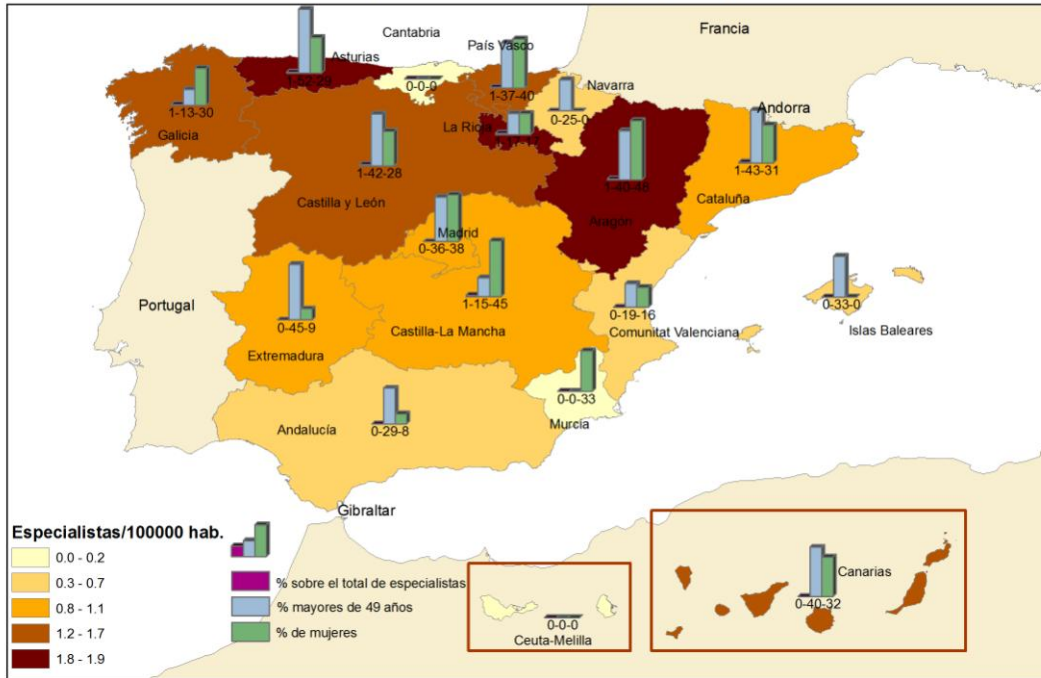 Cantabria
Francia
Asturias
País Vasco
0-0-0
Navarra
1-37-40
Andorra
1-13-30
0-25-0
Galicia
La Rioja
1-42-28
1-40-48
1-43-31
Castilla y León
Cataluña
Aragón
Madrid
0-36-38
Portugal
1-15-45
0-33-0
0-45-9
0-19-16
Castilla-La Mancha
Comunitat Valenciana
Islas Baleares
Extremadura
0-0-33
Murcia
0-29-8
Andalucía
Gibraltar
Especialistas/100000 hab.
0.0 - 0.2
0.3 - 0.7
0.8 - 1.1
1.2 - 1.7
1.8 - 1.9
% sobre el total de especialistas
% mayores de 49 años
% de mujeres
0-0-0
Ceuta-Melilla
Canarias
0-40-32